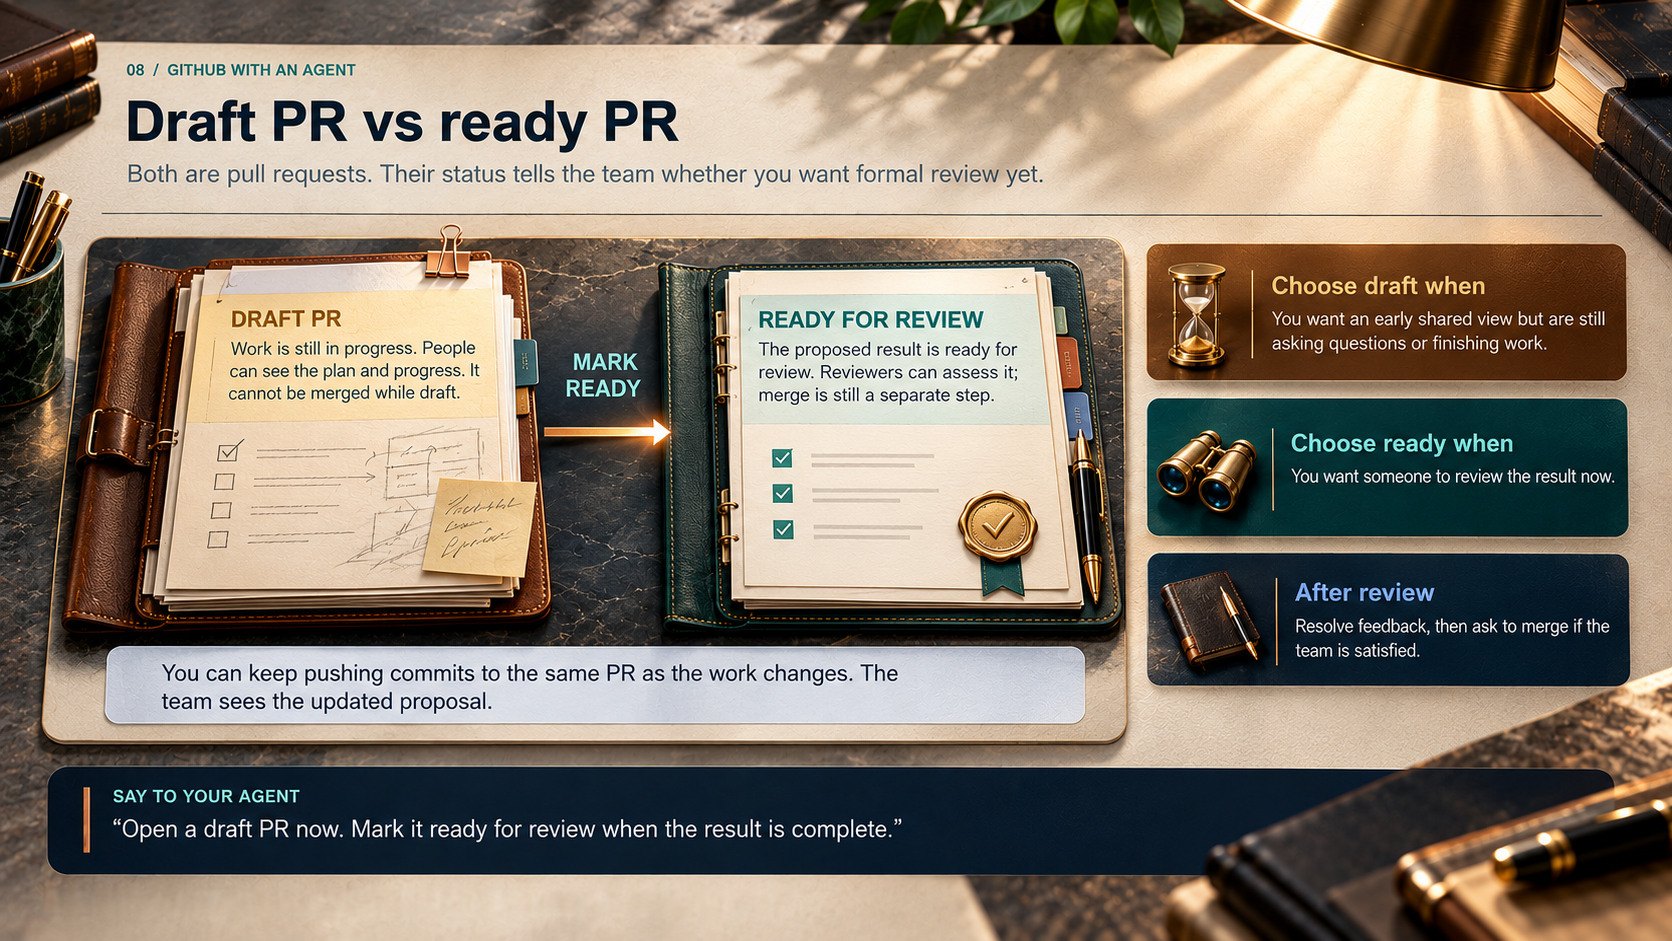 08 / GITHUB WITH AN AGENT
Draft PR vs ready PR
Both are pull requests. Their status tells the team whether you want formal review yet.
DRAFT PR
Work is still in progress. People
can see the plan and progress. It
cannot be merged while draft.
MARK
READY
READY FOR REVIEW
The proposed result is ready for
review. Reviewers can assess it;
merge is still a separate step.
You can keep pushing commits to the same PR as the work changes. The
team sees the updated proposal.
Choose draft when
You want an early shared view but are still
asking questions or finishing work.
Choose ready when
You want someone to review the result now.
After review
Resolve feedback, then ask to merge if the
team is satisfied.
SAY TO YOUR AGENT
“Open a draft PR now. Mark it ready for review when the result is complete.”